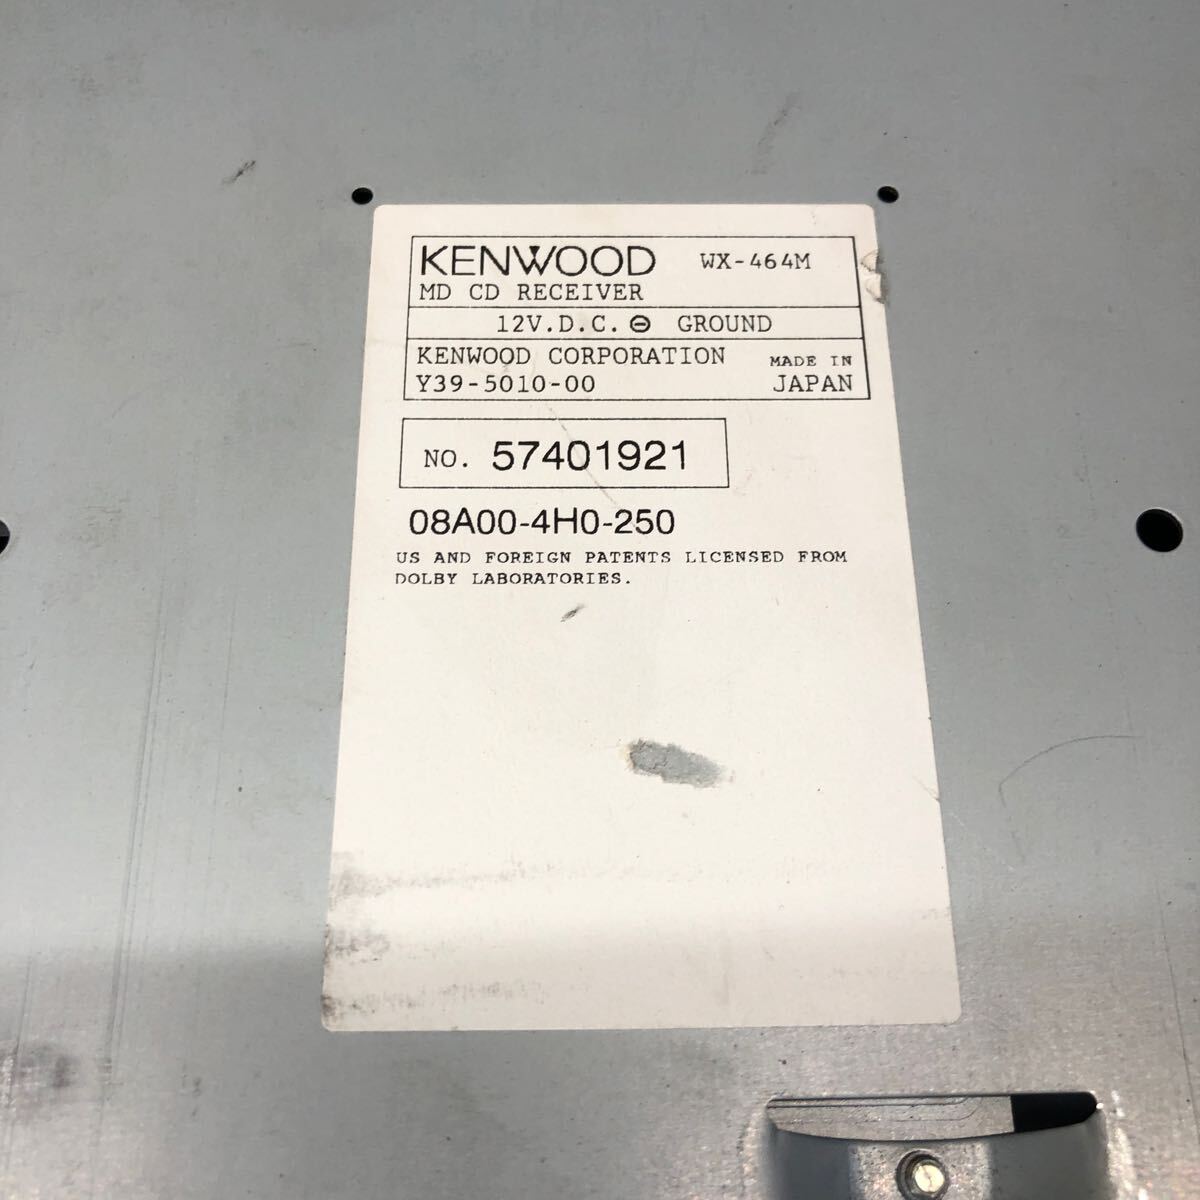 KENWOOD WX-464M
MD CD RECEIVER
12V.D.C. ⊖ GROUND
KENWOOD CORPORATION MADE IN
Y39-5010-00 JAPAN
NO. 57401921
08A00-4H0-250
US AND FOREIGN PATENTS LICENSED FROM
DOLBY LABORATORIES.